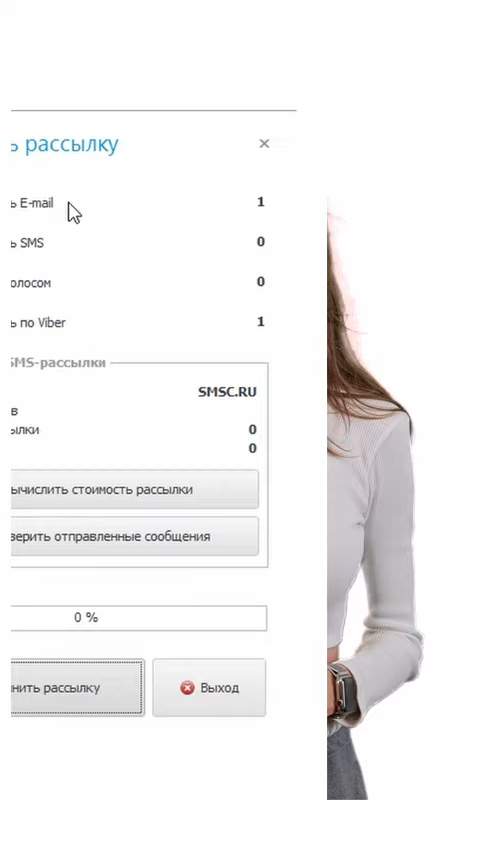 ь рассылку
ь E-mail 1
ь SMS 0
олосом 0
ь по Viber 1
SMS-рассылки
SMSC.RU
в
ылки 0
0
ычислить стоимость рассылки
верить отправленные сообщения
0 %
нить рассылку
Выход